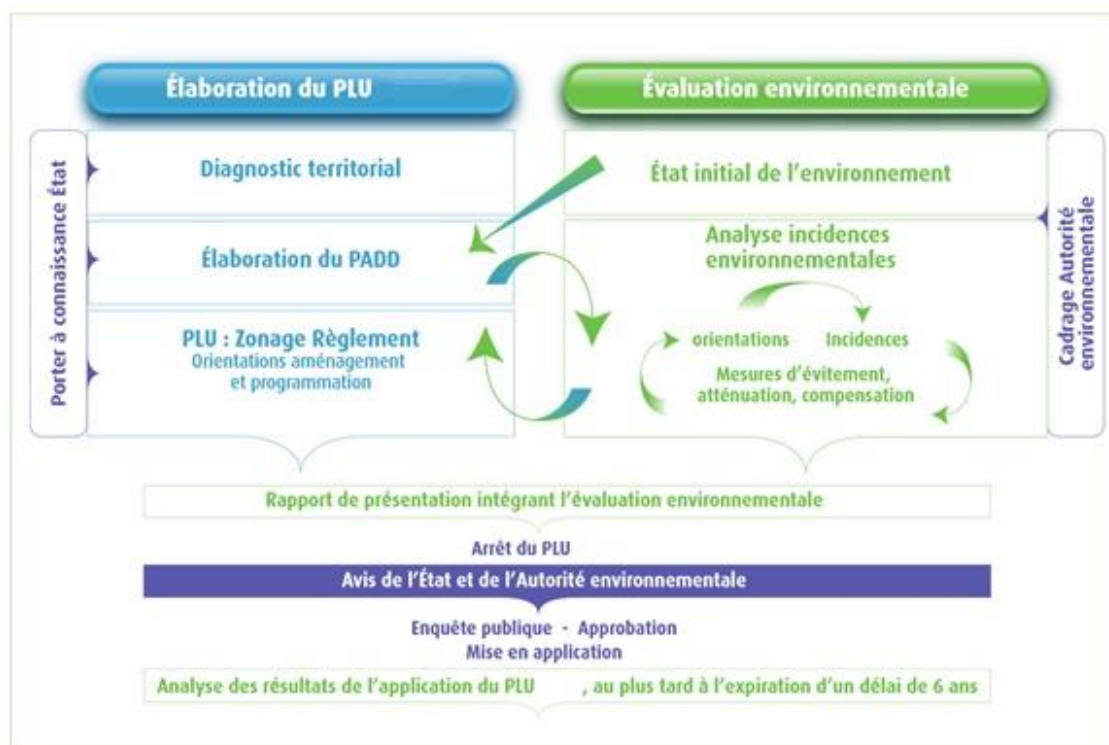 Élaboration du PLU
Évaluation environnementale
Porter à connaissance État
Diagnostic territorial
État initial de l'environnement
Cadrage Autorité
environnementale
Élaboration du PADD
Analyse incidences
environnementales
PLU : Zonage Règlement
Orientations aménagement
et programmation
orientations
Incidences
Mesures d'évitement,
atténuation, compensation
Rapport de présentation intégrant l'évaluation environnementale
Arrêt du PLU
Avis de l'État et de l'Autorité environnementale
Enquête publique - Approbation
Mise en application
Analyse des résultats de l'application du PLU , au plus tard à l'expiration d'un délai de 6 ans